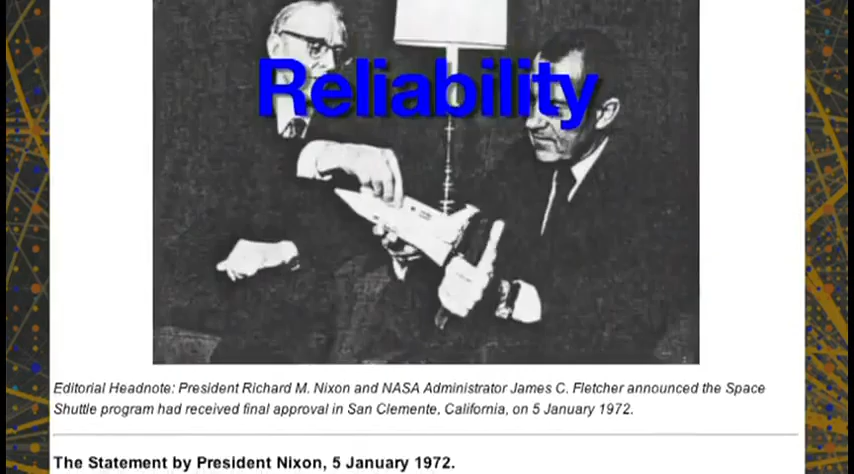 Reliability
Editorial Headnote: President Richard M. Nixon and NASA Administrator James C. Fletcher announced the Space
Shuttle program had received final approval in San Clemente, California, on 5 January 1972.
The Statement by President Nixon, 5 January 1972.